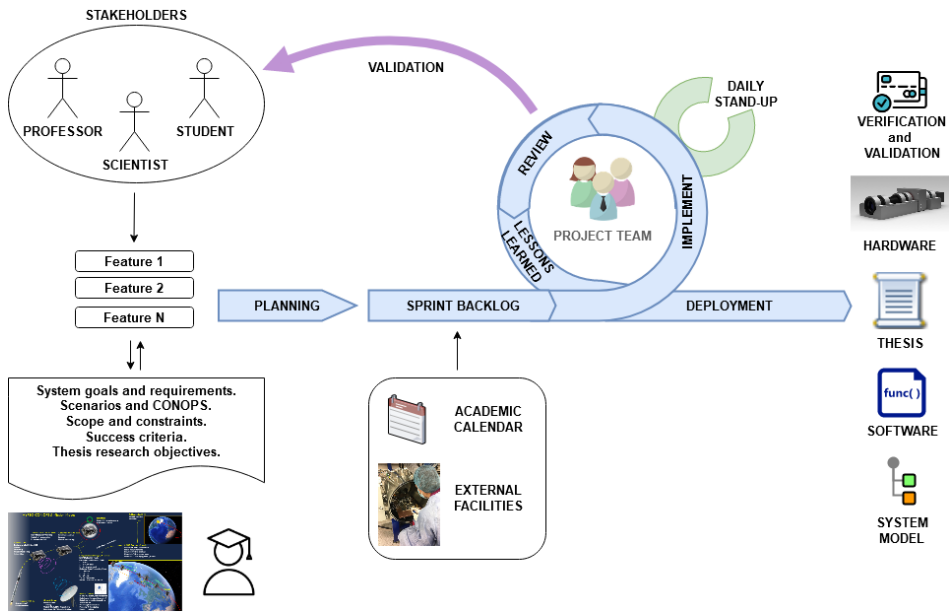 STAKEHOLDERS
PROFESSOR
STUDENT
SCIENTIST
VALIDATION
DAILY
STAND-UP
REVIEW
IMPLEMENT
LESSONS
LEARNED
PROJECT TEAM
Feature 1
Feature 2
Feature N
PLANNING
SPRINT BACKLOG
DEPLOYMENT
System goals and requirements.
Scenarios and CONOPS.
Scope and constraints.
Success criteria.
Thesis research objectives.
ACADEMIC
CALENDAR
EXTERNAL
FACILITIES
VERIFICATION
and
VALIDATION
HARDWARE
THESIS
func( )
SOFTWARE
SYSTEM
MODEL